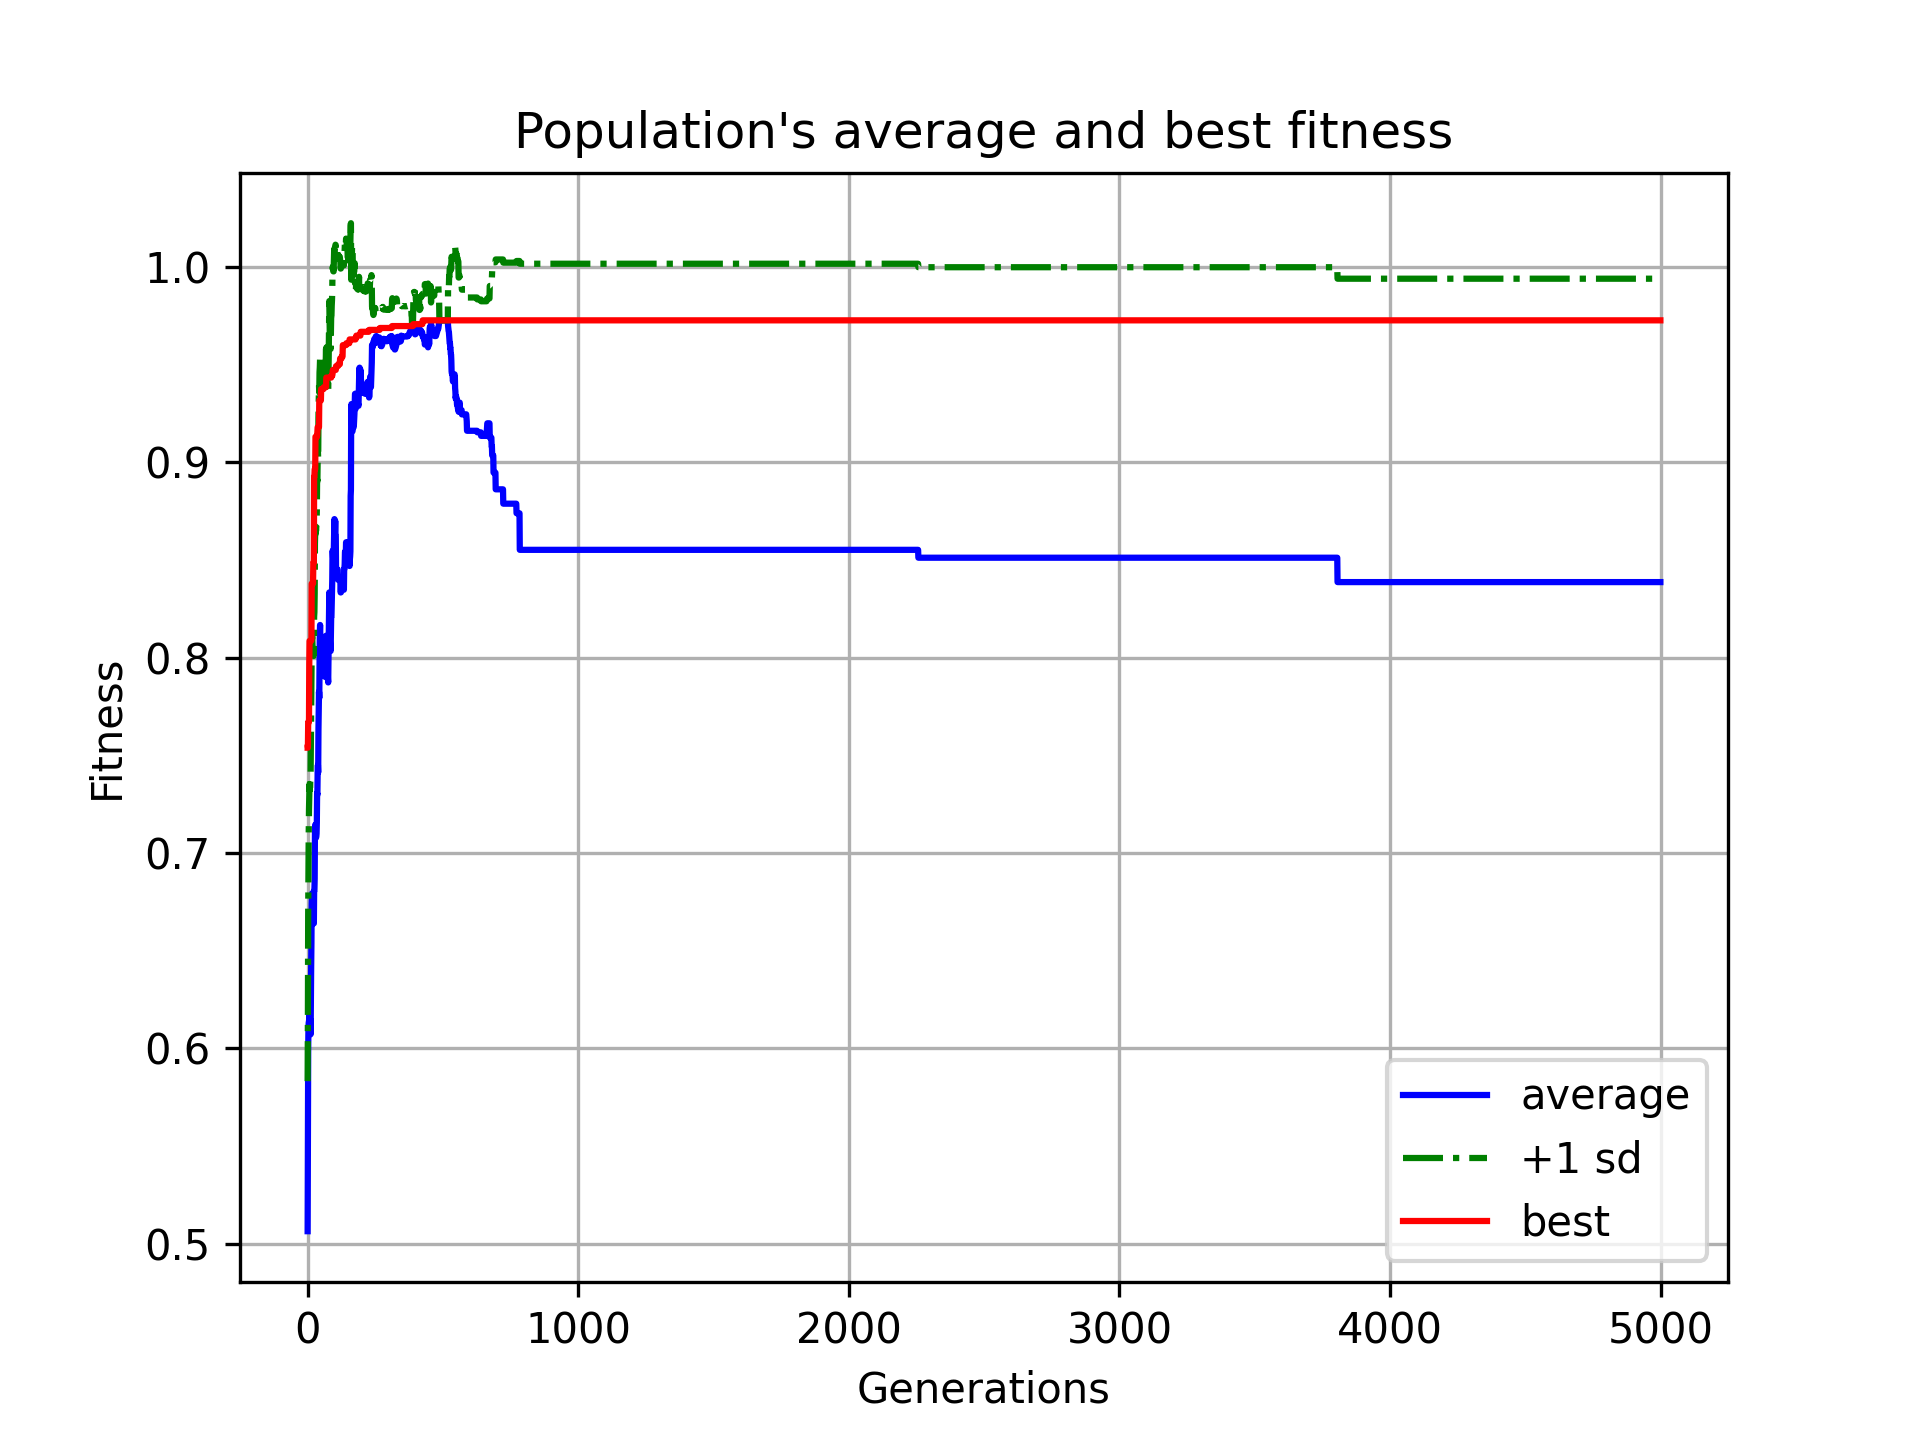 Population's average and best fitness
1.0
0.9
0.8
0.7
0.6
0.5
Fitness
0 1000 2000 3000 4000 5000
Generations
average
+1 sd
best